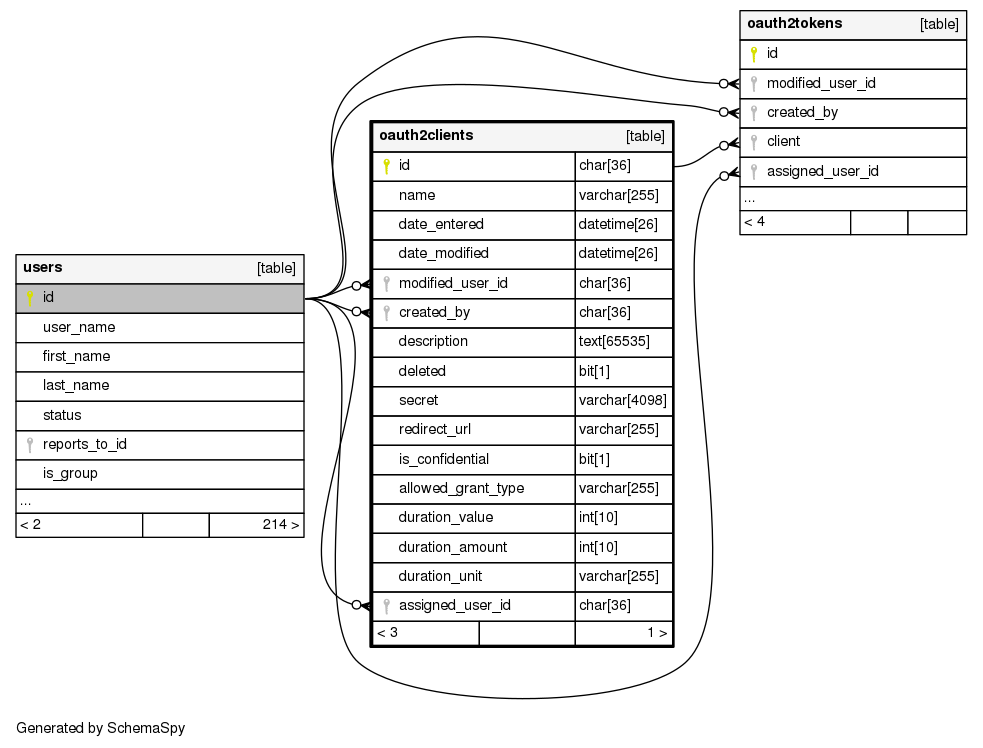 oauth2tokens [table]
id
modified_user_id
created_by
client
assigned_user_id
...
< 4
oauth2clients [table]
id char[36]
name varchar[255]
date_entered datetime[26]
date_modified datetime[26]
modified_user_id char[36]
created_by char[36]
description text[65535]
deleted bit[1]
secret varchar[4098]
redirect_url varchar[255]
is_confidential bit[1]
allowed_grant_type varchar[255]
duration_value int[10]
duration_amount int[10]
duration_unit varchar[255]
assigned_user_id char[36]
< 3 1 >
users [table]
id
user_name
first_name
last_name
status
reports_to_id
is_group
...
< 2 214 >
Generated by SchemaSpy